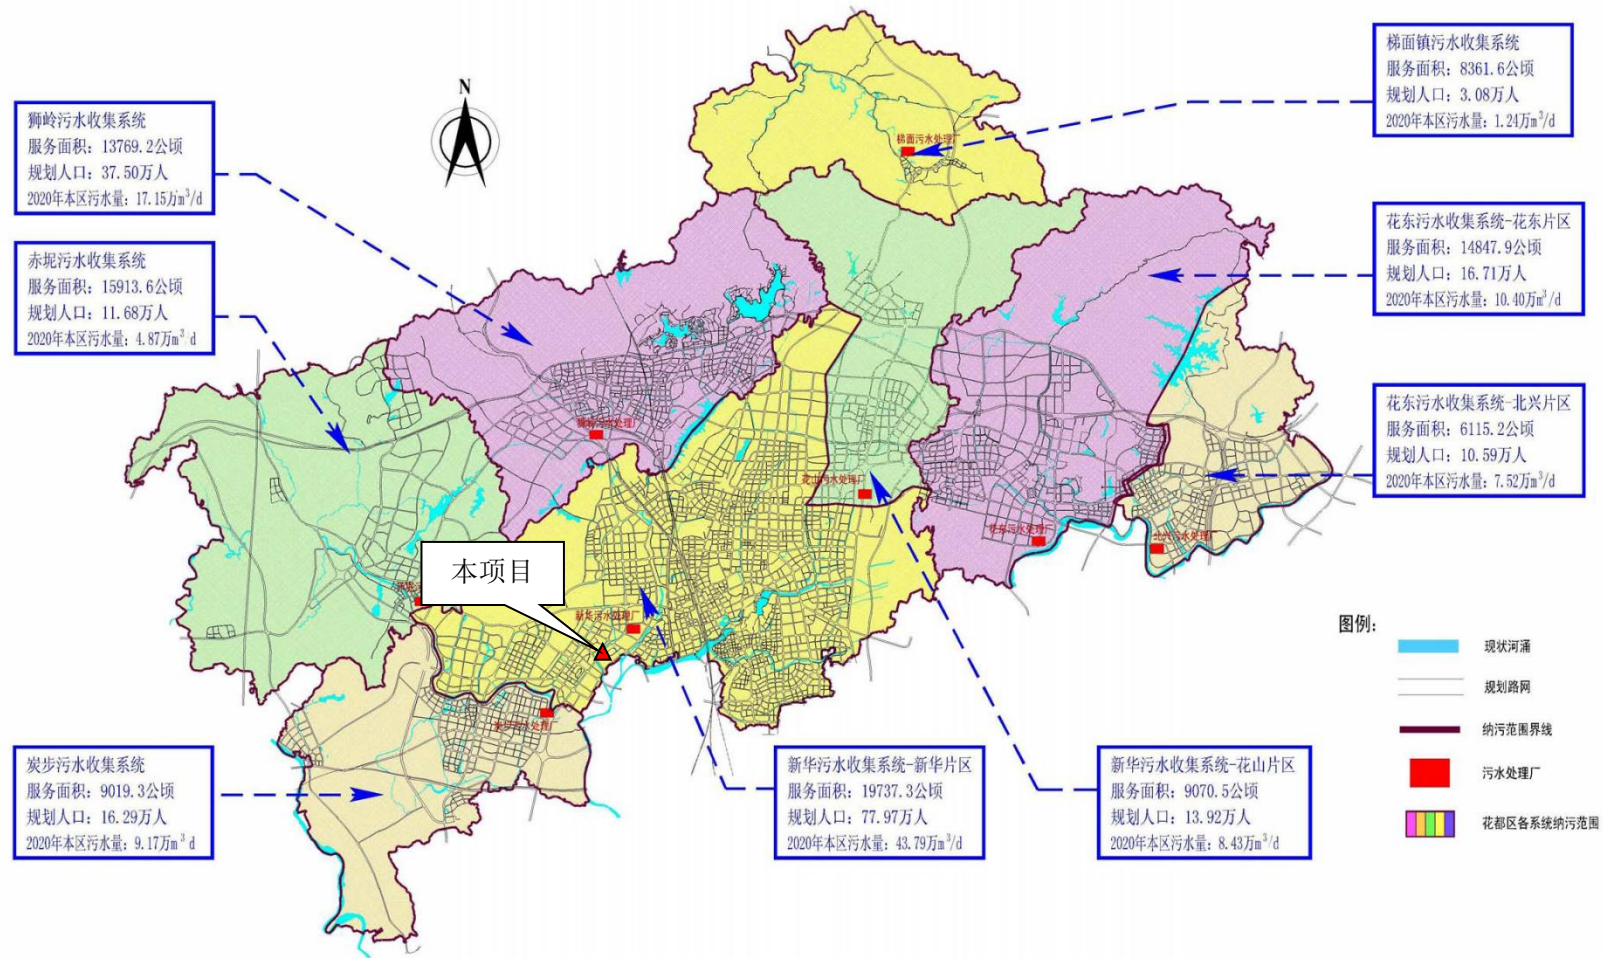 梯面镇污水收集系统
服务面积：8361.6公顷
规划人口：3.08万人
2020年本区污水量：1.24万m³/d
N
狮岭污水收集系统
服务面积：13769.2公顷
规划人口：37.50万人
2020年本区污水量：17.15万m³/d
梯面污水处理厂
花东污水收集系统-花东片区
服务面积：14847.9公顷
规划人口：16.71万人
2020年本区污水量：10.40万m³/d
赤坭污水收集系统
服务面积：15913.6公顷
规划人口：11.68万人
2020年本区污水量：4.87万m³ d
花东污水收集系统-北兴片区
服务面积：6115.2公顷
规划人口：10.59万人
2020年本区污水量：7.52万m³/d
狮岭污水处理厂
花山污水处理厂
花东污水处理厂
北兴污水处理厂
本项目
新华污水处理厂
图例：
现状河涌
规划路网
纳污范围界线
污水处理厂
花都区各系统纳污范围
炭步污水收集系统
服务面积：9019.3公顷
规划人口：16.29万人
2020年本区污水量：9.17万m³ d
新华污水收集系统-新华片区
服务面积：19737.3公顷
规划人口：77.97万人
2020年本区污水量：43.79万m³/d
新华污水收集系统-花山片区
服务面积：9070.5公顷
规划人口：13.92万人
2020年本区污水量：8.43万m³/d